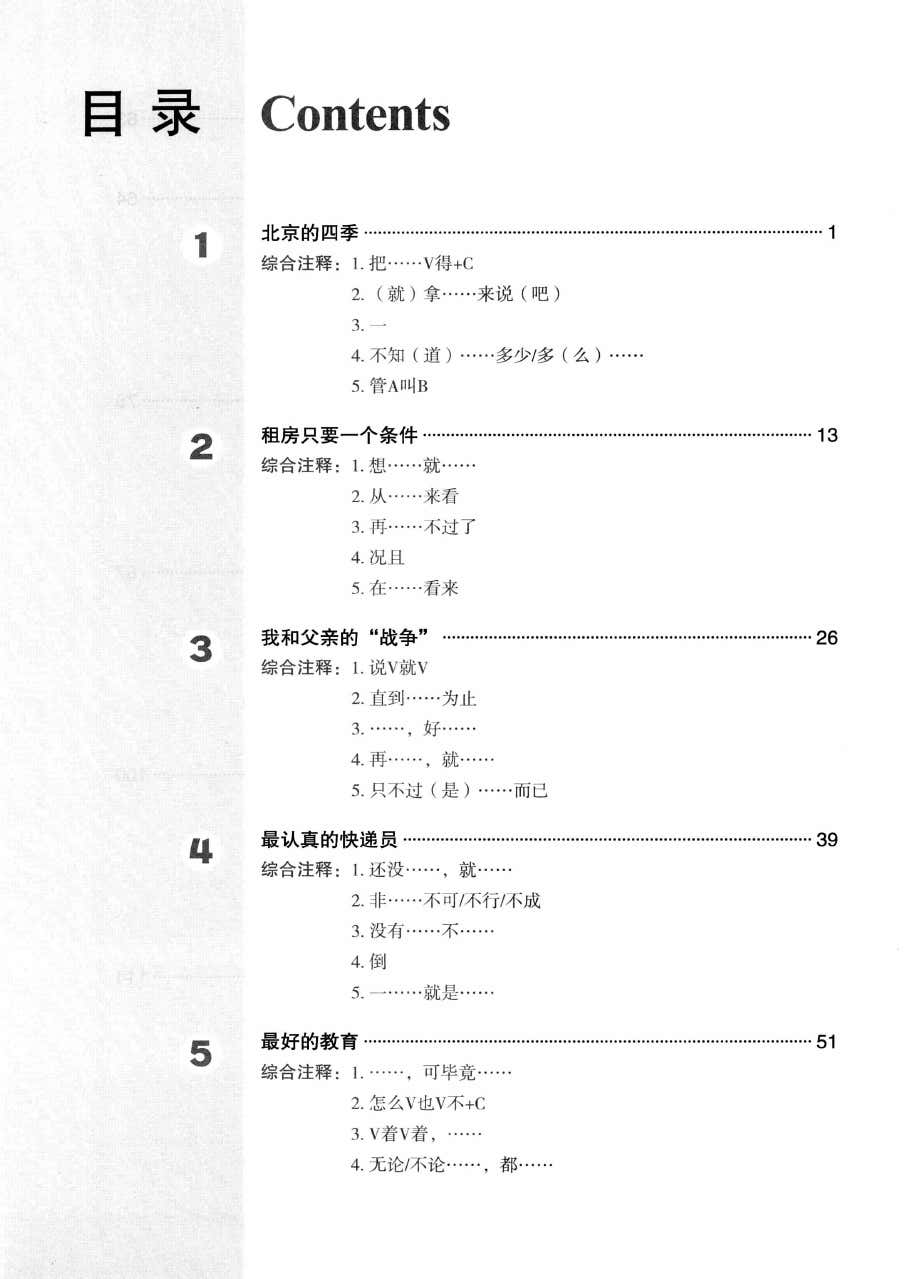 目录 Contents
1 北京的四季 1
综合注释：1. 把……V得+C
2.（就）拿……来说（吧）
3. 一
4. 不知（道）……多少/多（么）……
5. 管A叫B
2 租房只要一个条件 13
综合注释：1. 想……就……
2. 从……来看
3. 再……不过了
4. 况且
5. 在……看来
3 我和父亲的“战争” 26
综合注释：1. 说V就V
2. 直到……为止
3. ……，好……
4. 再……，就……
5. 只不过（是）……而已
4 最认真的快递员 39
综合注释：1. 还没……，就……
2. 非……不可/不行/不成
3. 没有……不……
4. 倒
5. 一……就是……
5 最好的教育 51
综合注释：1. ……，可毕竟……
2. 怎么V也V不+C
3. V着V着，……
4. 无论/不论……，都……